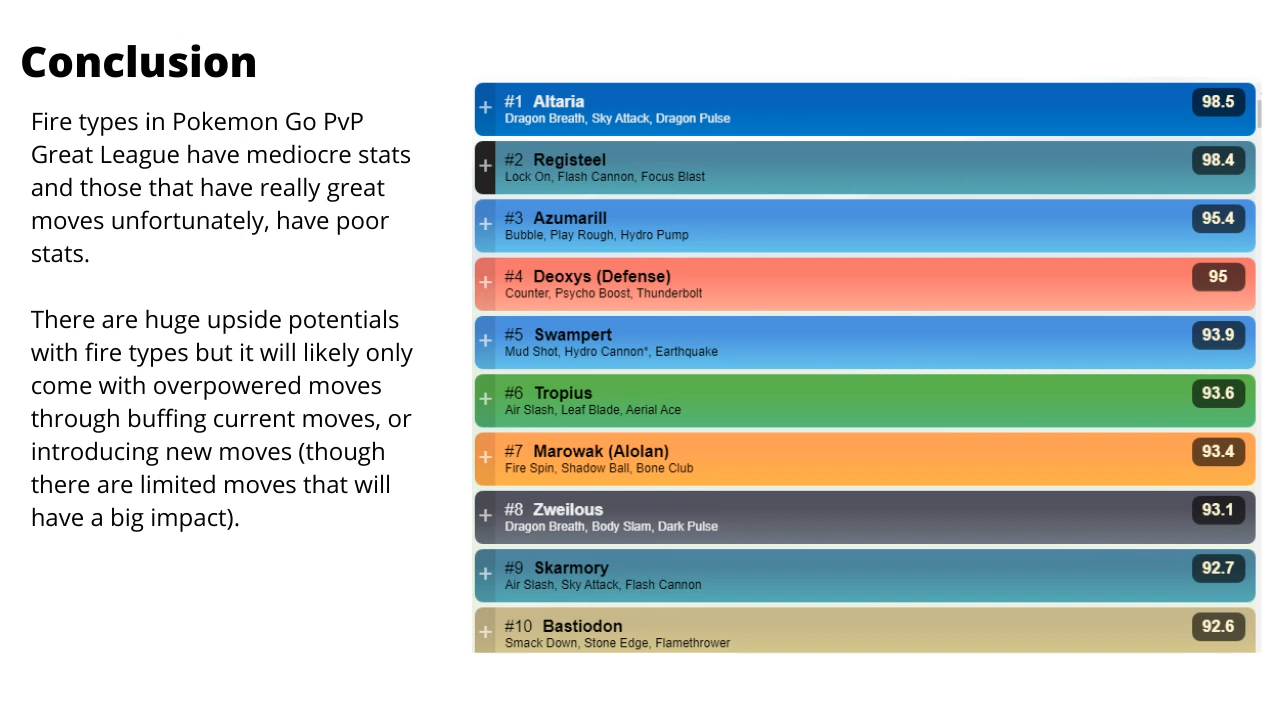 Conclusion
Fire types in Pokemon Go PvP
Great League have mediocre stats
and those that have really great
moves unfortunately, have poor
stats.
There are huge upside potentials
with fire types but it will likely only
come with overpowered moves
through buffing current moves, or
introducing new moves (though
there are limited moves that will
have a big impact).
+ #1 Altaria 98.5
Dragon Breath, Sky Attack, Dragon Pulse
+ #2 Registeel 98.4
Lock On, Flash Cannon, Focus Blast
+ #3 Azumarill 95.4
Bubble, Play Rough, Hydro Pump
+ #4 Deoxys (Defense) 95
Counter, Psycho Boost, Thunderbolt
+ #5 Swampert 93.9
Mud Shot, Hydro Cannon*, Earthquake
+ #6 Tropius 93.6
Air Slash, Leaf Blade, Aerial Ace
+ #7 Marowak (Alolan) 93.4
Fire Spin, Shadow Ball, Bone Club
+ #8 Zweilous 93.1
Dragon Breath, Body Slam, Dark Pulse
+ #9 Skarmory 92.7
Air Slash, Sky Attack, Flash Cannon
+ #10 Bastiodon 92.6
Smack Down, Stone Edge, Flamethrower